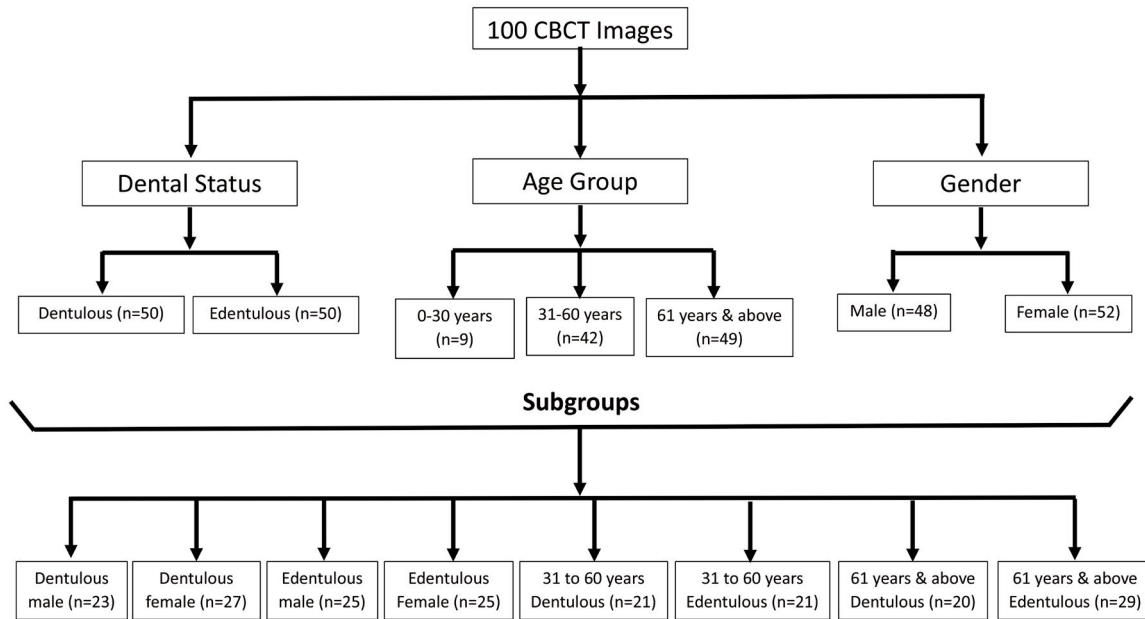 100 CBCT Images
Dental Status
Age Group
Gender
Dentulous (n=50)
Edentulous (n=50)
0-30 years
(n=9)
31-60 years
(n=42)
61 years & above
(n=49)
Male (n=48)
Female (n=52)
Subgroups
Dentulous
male (n=23)
Dentulous
female (n=27)
Edentulous
male (n=25)
Edentulous
Female (n=25)
31 to 60 years
Dentulous (n=21)
31 to 60 years
Edentulous (n=21)
61 years & above
Dentulous (n=20)
61 years & above
Edentulous (n=29)